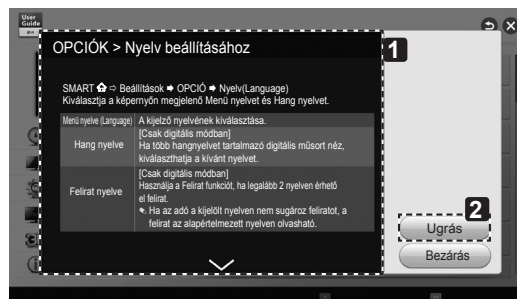 User
Guide
OPCIÓK > Nyelv beállításához
1
SMART ⇨ Beállítások ➡ OPCIÓ ➡ Nyelv(Language)
Kiválasztja a képernyőn megjelenő Menü nyelvet és Hang nyelvet.
Menü nyelve (Language) A kijelző nyelvének kiválasztása.
Hang nyelve
[Csak digitális módban]
Ha több hangnyelvet tartalmazó digitális műsort néz,
kiválaszthatja a kívánt nyelvet.
Felirat nyelve
[Csak digitális módban]
Használja a Felirat funkciót, ha legalább 2 nyelven érhető
el felirat.
Ha az adó a kijelölt nyelven nem sugároz feliratot, a
felirat az alapértelmezett nyelven olvasható.
2
Ugrás
Bezárás